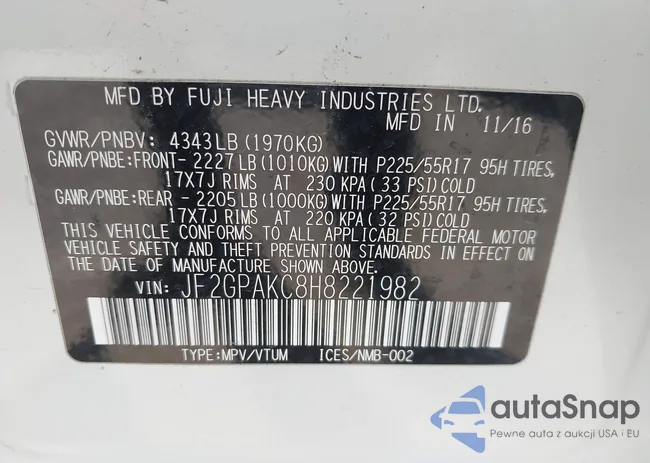 MFD BY FUJI HEAVY INDUSTRIES LTD.
MFD IN 11/16
GVWR/PNBV: 4343LB(1970KG)
GAWR/PNBE:FRONT- 2227LB(1010KG)WITH P225/55R17 95H TIRES,
17X7J RIMS AT 230 KPA( 33 PSI)COLD
GAWR/PNBE:REAR - 2205LB(1000KG)WITH P225/55R17 95H TIRES,
17X7J RIMS AT 220 KPA( 32 PSI)COLD
THIS VEHICLE CONFORMS TO ALL APPLICABLE FEDERAL MOTOR
VEHICLE SAFETY AND THEFT PREVENTION STANDARDS IN EFFECT ON
THE DATE OF MANUFACTURE SHOWN ABOVE.
VIN: JF2GPAKC8H8221982
TYPE:MPV/VTUM ICES/NMB-002
autaSnap
Pewne auta z aukcji USA i EU